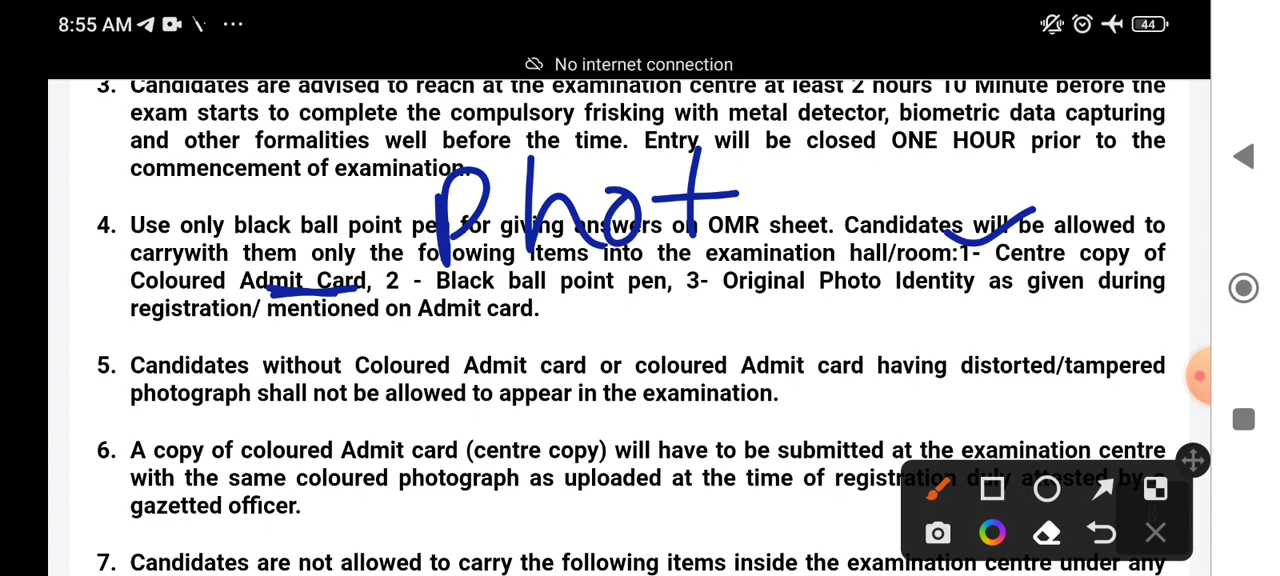 8:55 AM
44
No internet connection
3. Candidates are advised to reach at the examination centre at least 2 hours 10 Minute before the
exam starts to complete the compulsory frisking with metal detector, biometric data capturing
and other formalities well before the time. Entry will be closed ONE HOUR prior to the
commencement of examination.
Phot
4. Use only black ball point pen for giving answers on OMR sheet. Candidates will be allowed to
carrywith them only the following items into the examination hall/room:1- Centre copy of
Coloured Admit Card, 2 - Black ball point pen, 3- Original Photo Identity as given during
registration/ mentioned on Admit card.
5. Candidates without Coloured Admit card or coloured Admit card having distorted/tampered
photograph shall not be allowed to appear in the examination.
6. A copy of coloured Admit card (centre copy) will have to be submitted at the examination centre
with the same coloured photograph as uploaded at the time of registration duly attested by a
gazetted officer.
7. Candidates are not allowed to carry the following items inside the examination centre under any